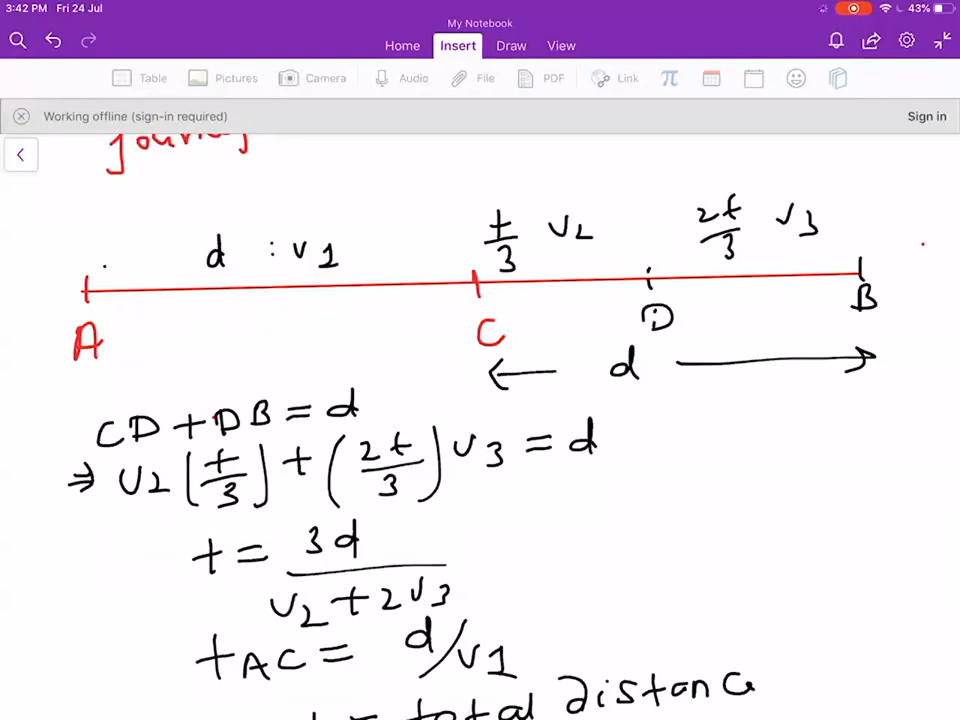 3:42 PM Fri 24 Jul
43%
My Notebook
Home Insert Draw View
Table Pictures Camera Audio File PDF Link
Working offline (sign-in required) Sign in
journey
d : v1 t/3 v2 2t/3 v3
A C D B
d
CD + DB = d
⇒ v2 (t/3) + (2t/3) v3 = d
t = 3d / (v2 + 2v3)
tAC = d/v1
= total distance